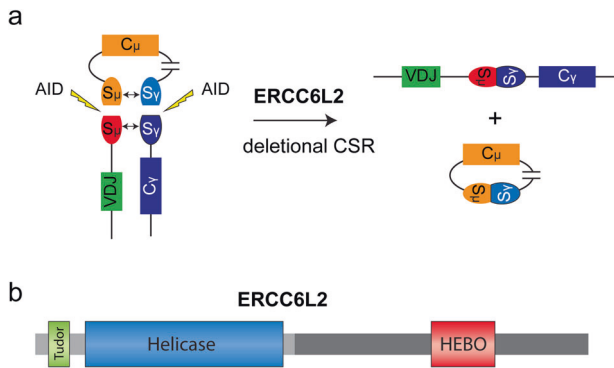 a
Cμ
Sμ Sγ
AID AID
Sμ Sγ
VDJ Cγ
ERCC6L2
deletional CSR
VDJ Sμ Sγ Cγ
+
Cμ
Sμ Sγ
b
ERCC6L2
Tudor Helicase HEBO